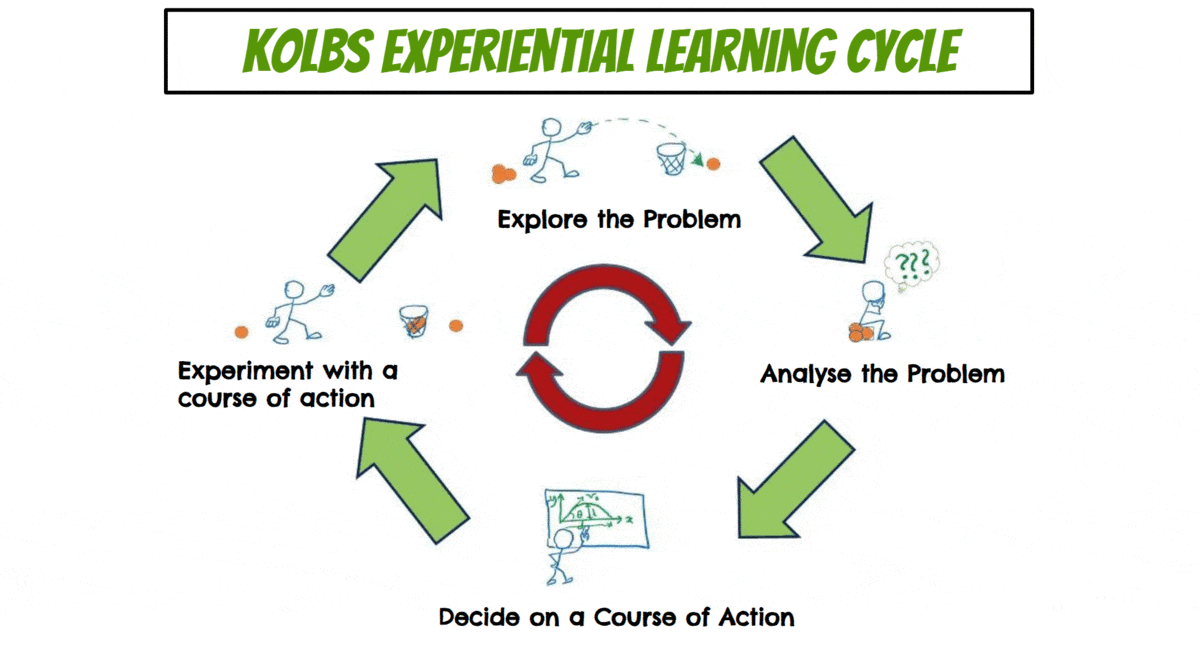 KOLBS EXPERIENTIAL LEARNING CYCLE
Explore the Problem
???
Analyse the Problem
Experiment with a
course of action
y
θ
x
Decide on a Course of Action